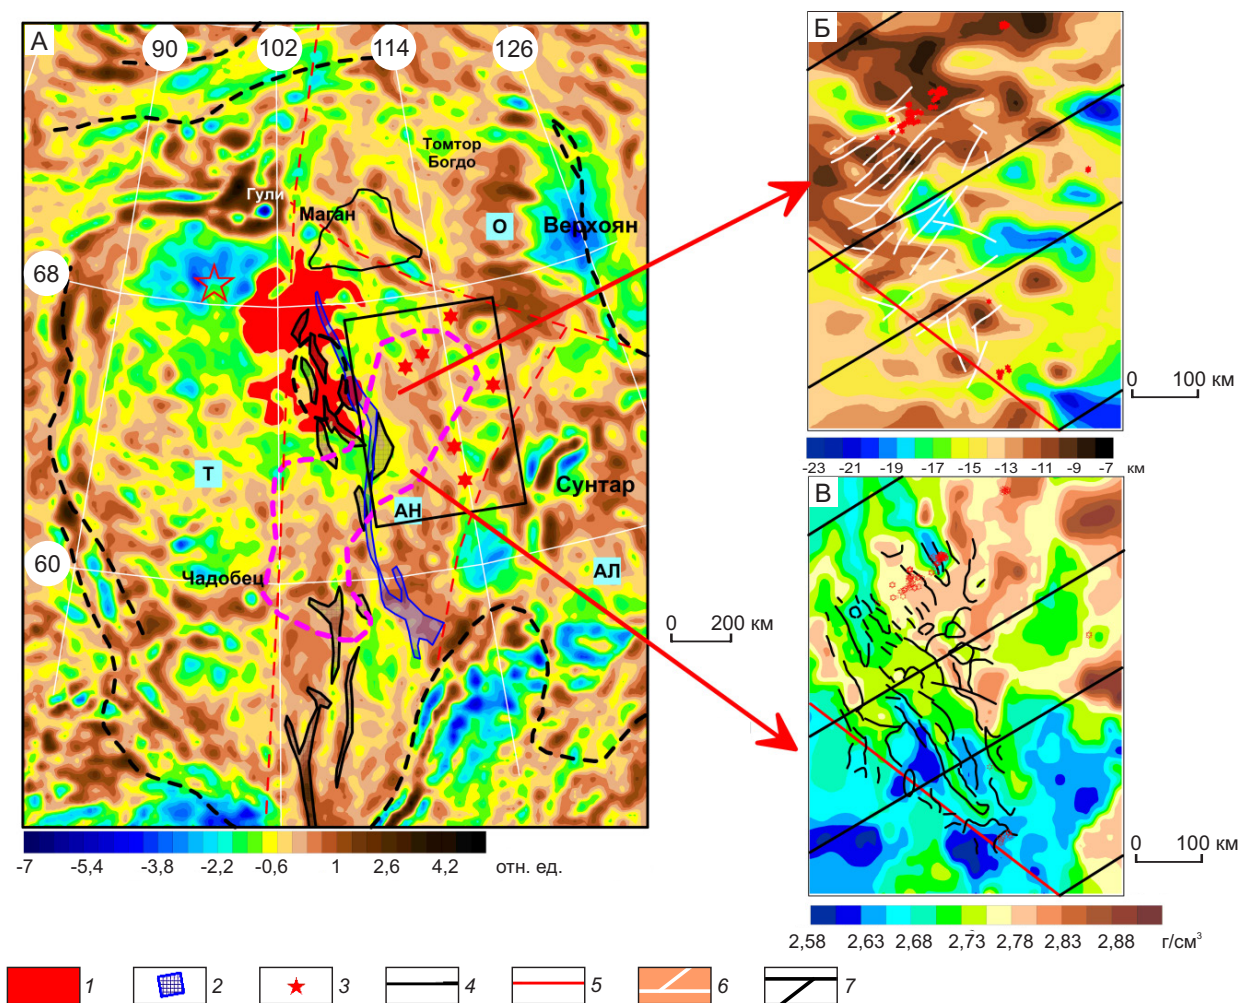 А
90
102
114
126
Томтор
Богдо
Гули
Маган
О
Верхоян
68
Т
АН
Сунтар
60
Чадобец
АЛ
0 200 км
-7 -5,4 -3,8 -2,2 -0,6 1 2,6 4,2 отн. ед.
Б
0 100 км
-23 -21 -19 -17 -15 -13 -11 -9 -7 км
В
0 100 км
2,58 2,63 2,68 2,73 2,78 2,83 2,88 г/см³
1 2 3 4 5 6 7